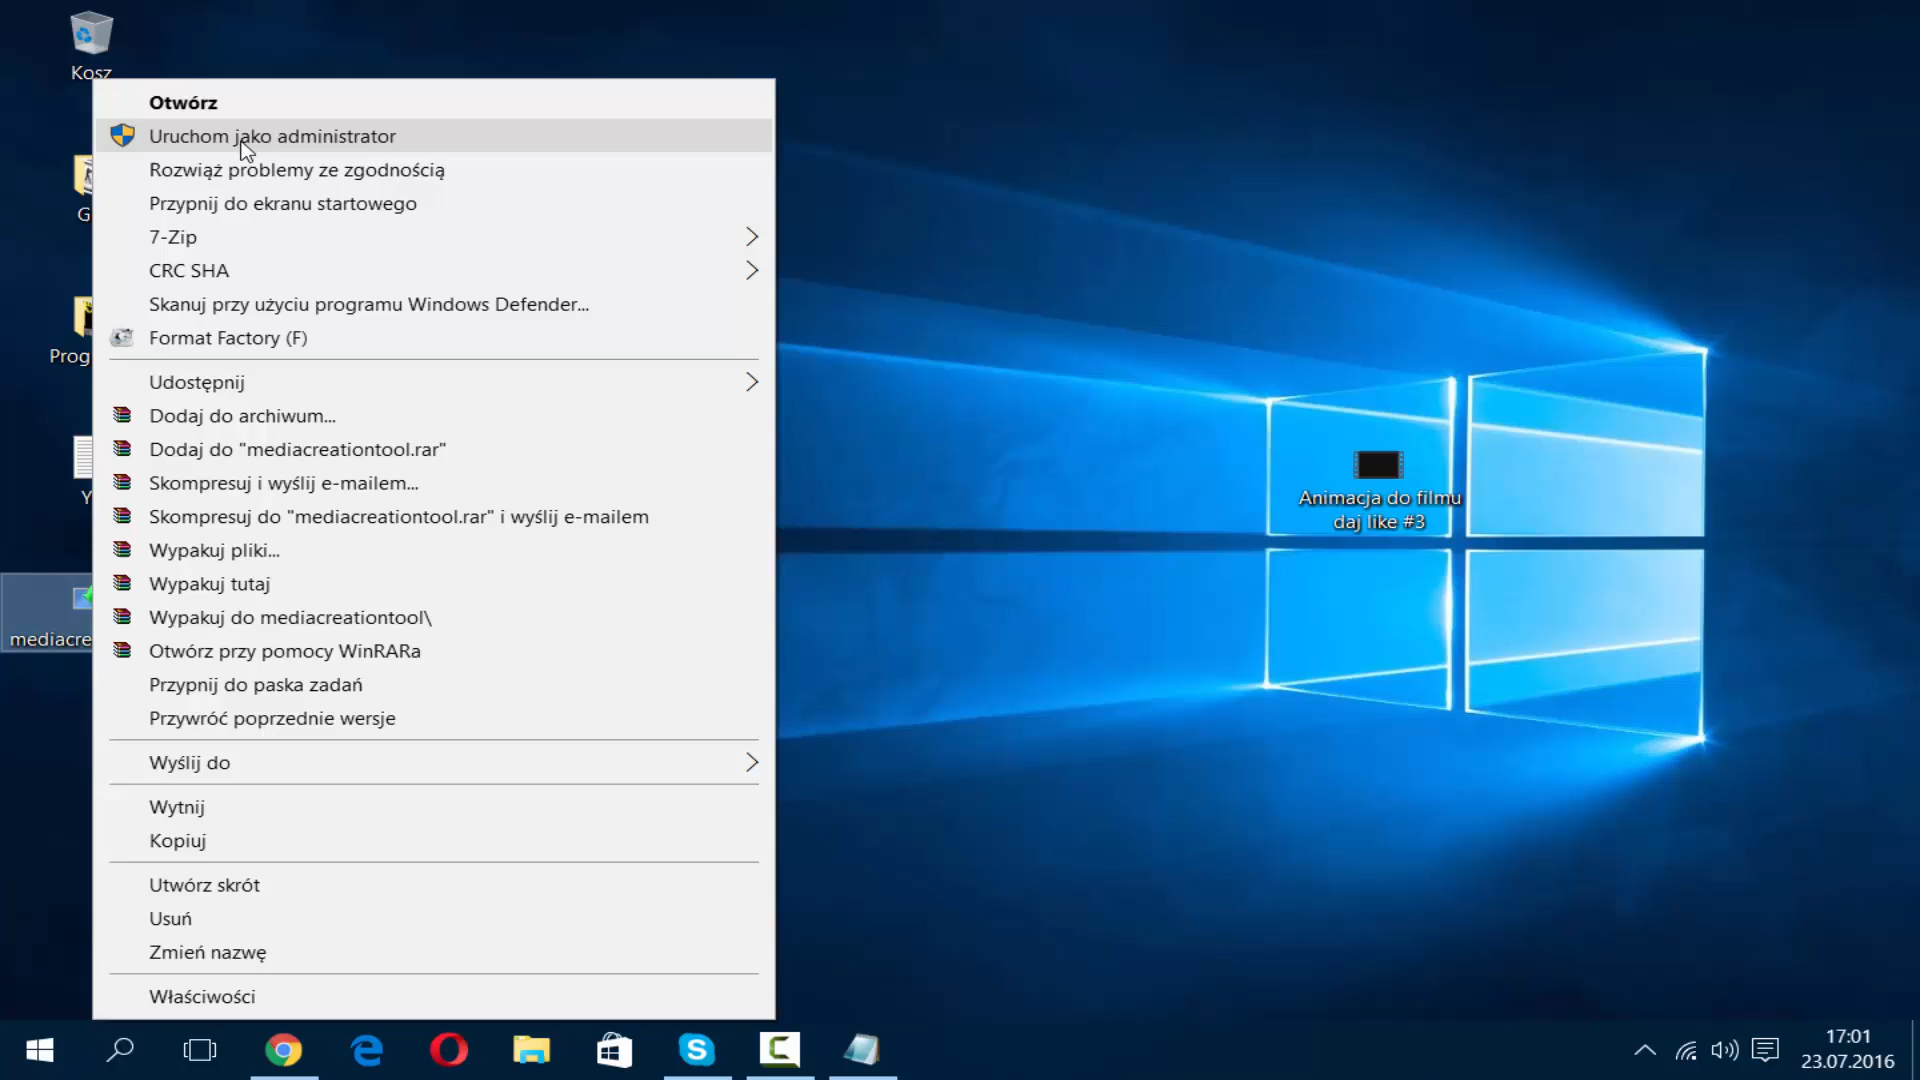 Kosz
Otwórz
Uruchom jako administrator
Rozwiąż problemy ze zgodnością
Przypnij do ekranu startowego
7-Zip
CRC SHA
Skanuj przy użyciu programu Windows Defender...
Format Factory (F)
Udostępnij
Dodaj do archiwum...
Dodaj do "mediacreationtool.rar"
Skompresuj i wyślij e-mailem...
Skompresuj do "mediacreationtool.rar" i wyślij e-mailem
Wypakuj pliki...
Wypakuj tutaj
Wypakuj do mediacreationtool\
Otwórz przy pomocy WinRARa
Przypnij do paska zadań
Przywróć poprzednie wersje
Wyślij do
Wytnij
Kopiuj
Utwórz skrót
Usuń
Zmień nazwę
Właściwości
G
Prog
Y
mediacre
Animacja do filmu
daj like #3
17:01
23.07.2016